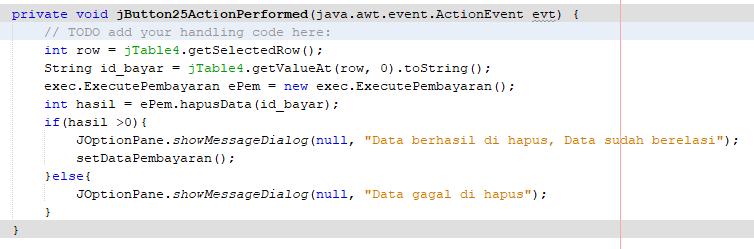 private void jButton25ActionPerformed(java.awt.event.ActionEvent evt) {
// TODO add your handling code here:
int row = jTable4.getSelectedRow();
String id_bayar = jTable4.getValueAt(row, 0).toString();
exec.ExecutePembayaran ePem = new exec.ExecutePembayaran();
int hasil = ePem.hapusData(id_bayar);
if(hasil >0){
JOptionPane.showMessageDialog(null, "Data berhasil di hapus, Data sudah berelasi");
setDataPembayaran();
}else{
JOptionPane.showMessageDialog(null, "Data gagal di hapus");
}
}